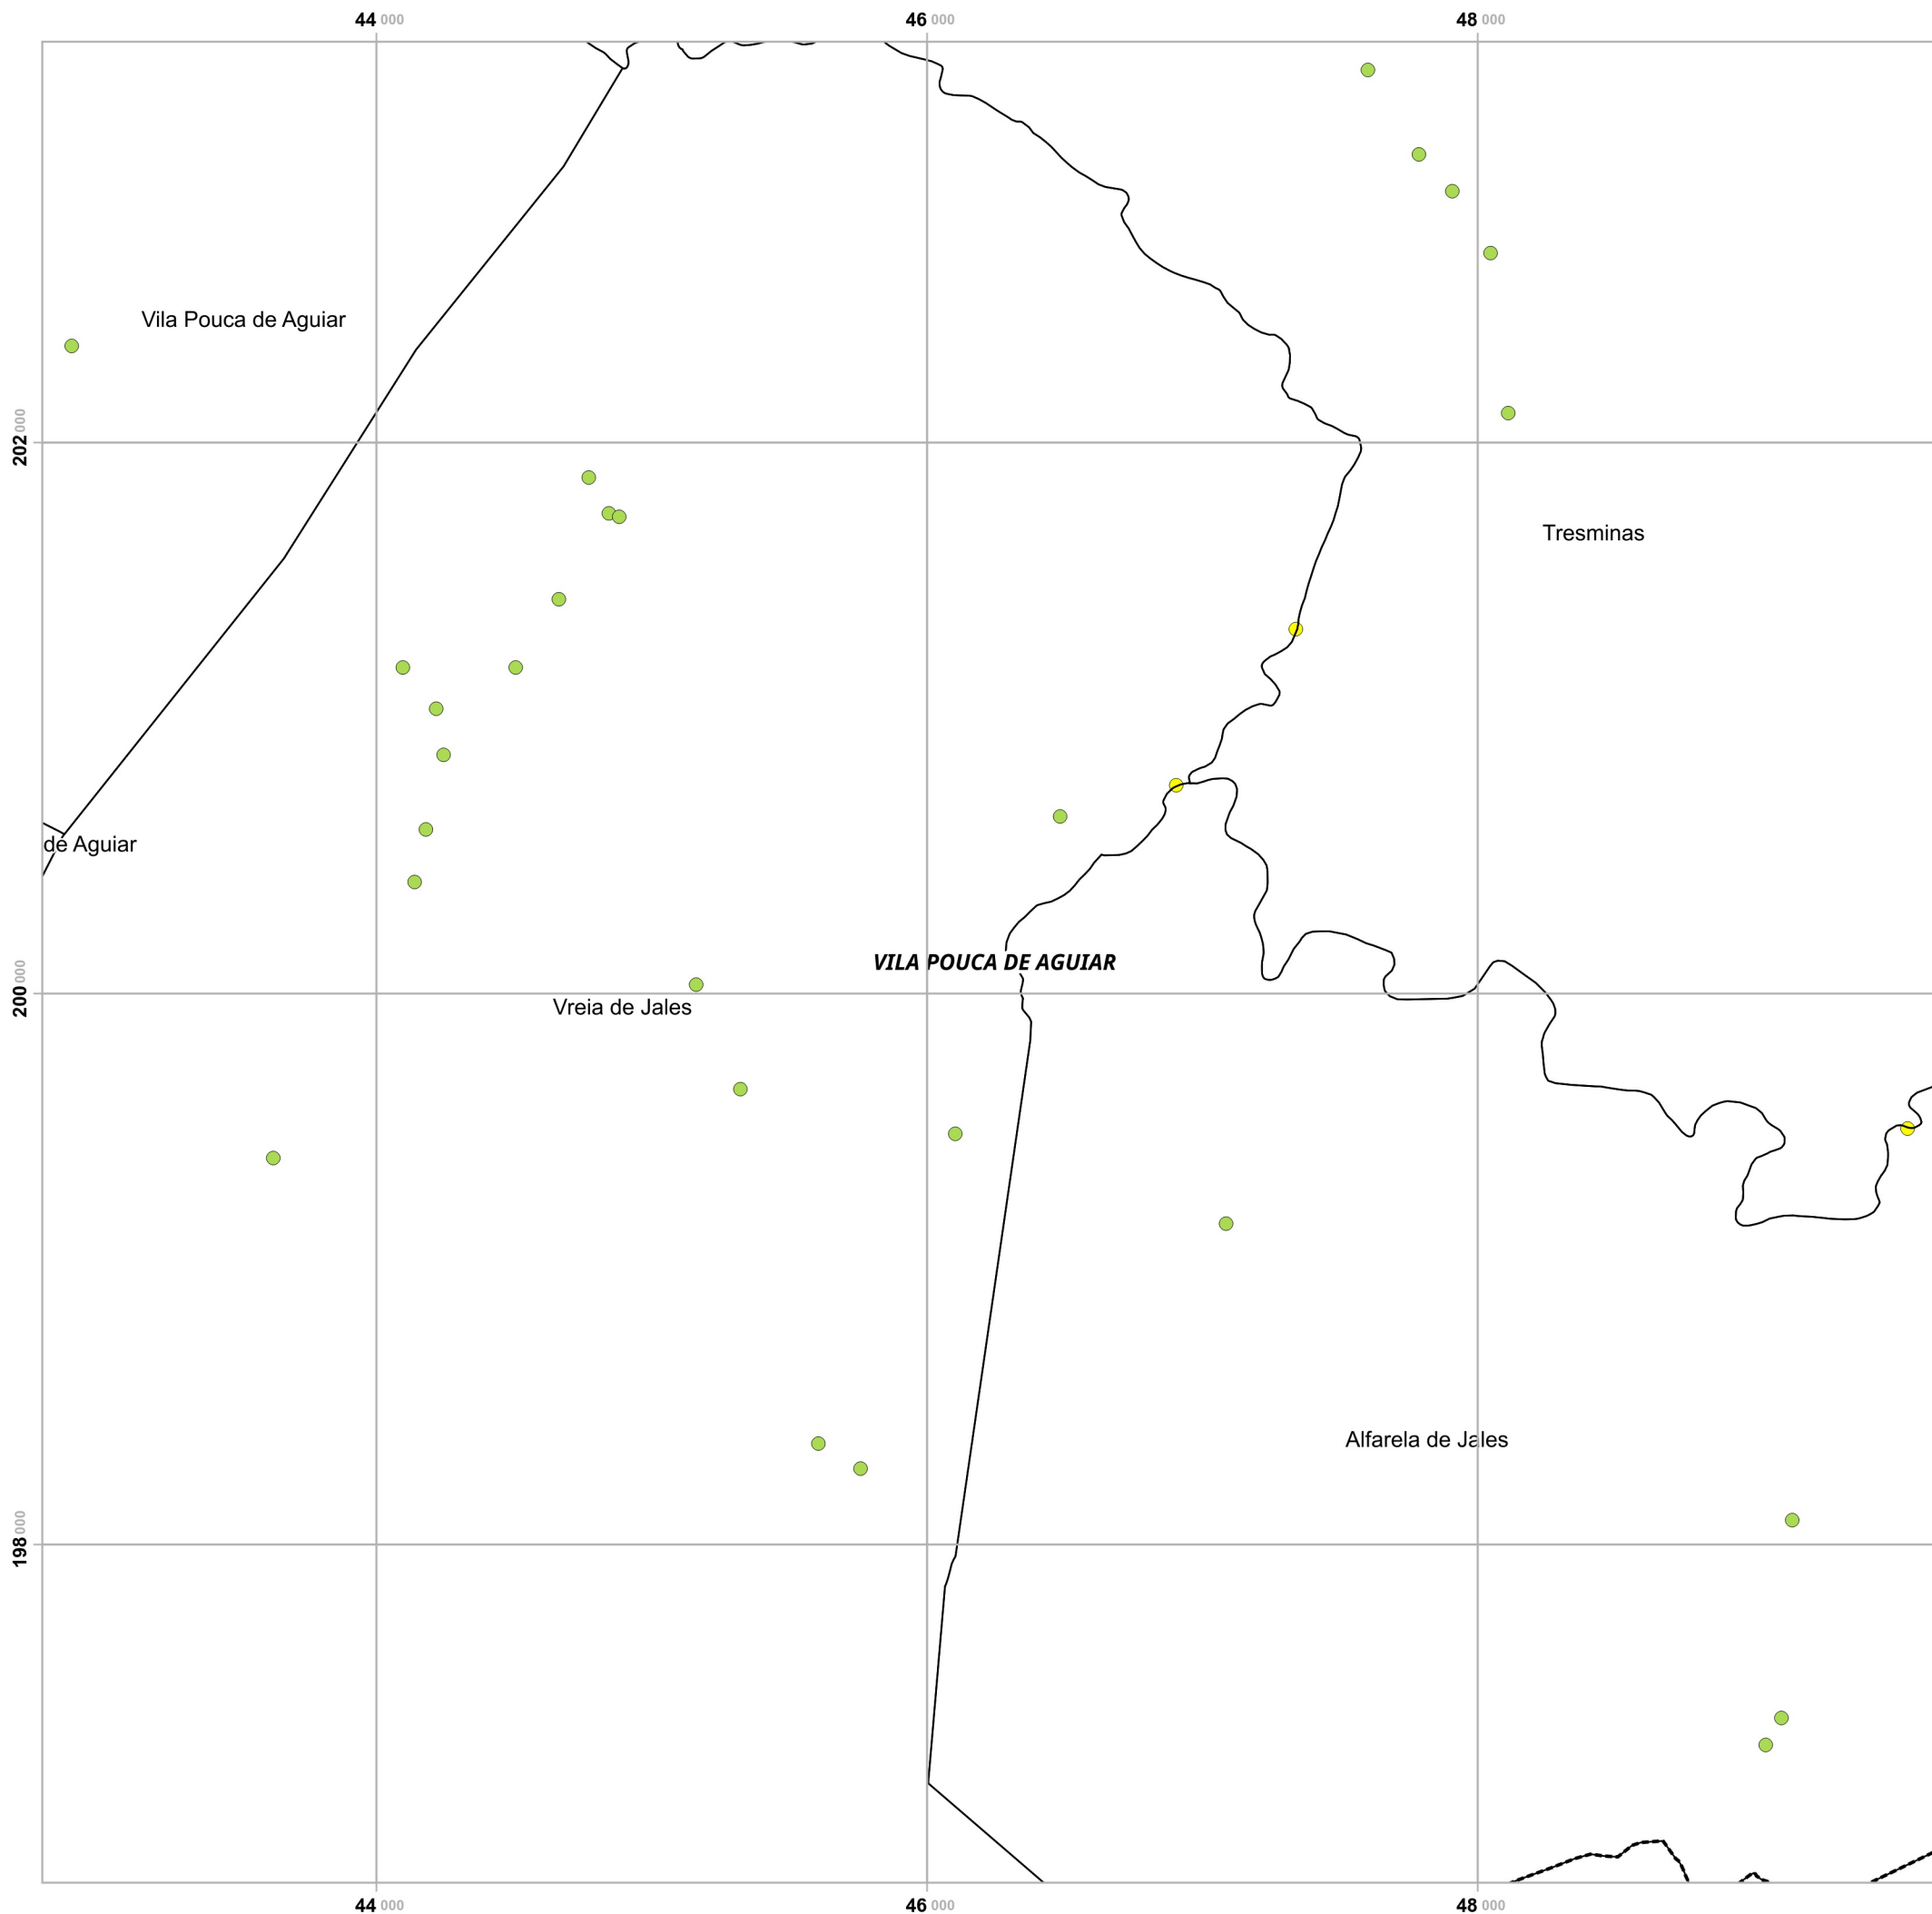 44 000 46 000 48 000
Vila Pouca de Aguiar
202 000
Tresminas
de Aguiar
VILA POUCA DE AGUIAR
200 000
Vreia de Jales
Alfarela de Jales
198 000
44 000 46 000 48 000